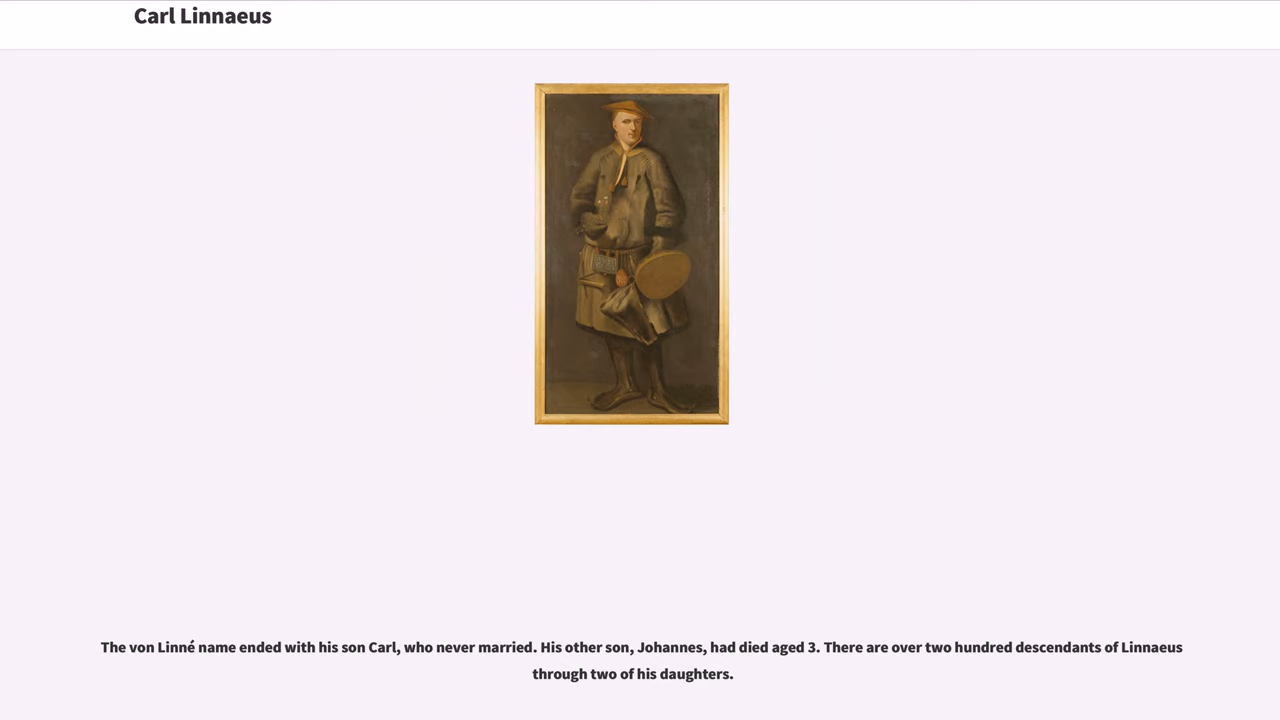 Carl Linnaeus
The von Linné name ended with his son Carl, who never married. His other son, Johannes, had died aged 3. There are over two hundred descendants of Linnaeus
through two of his daughters.